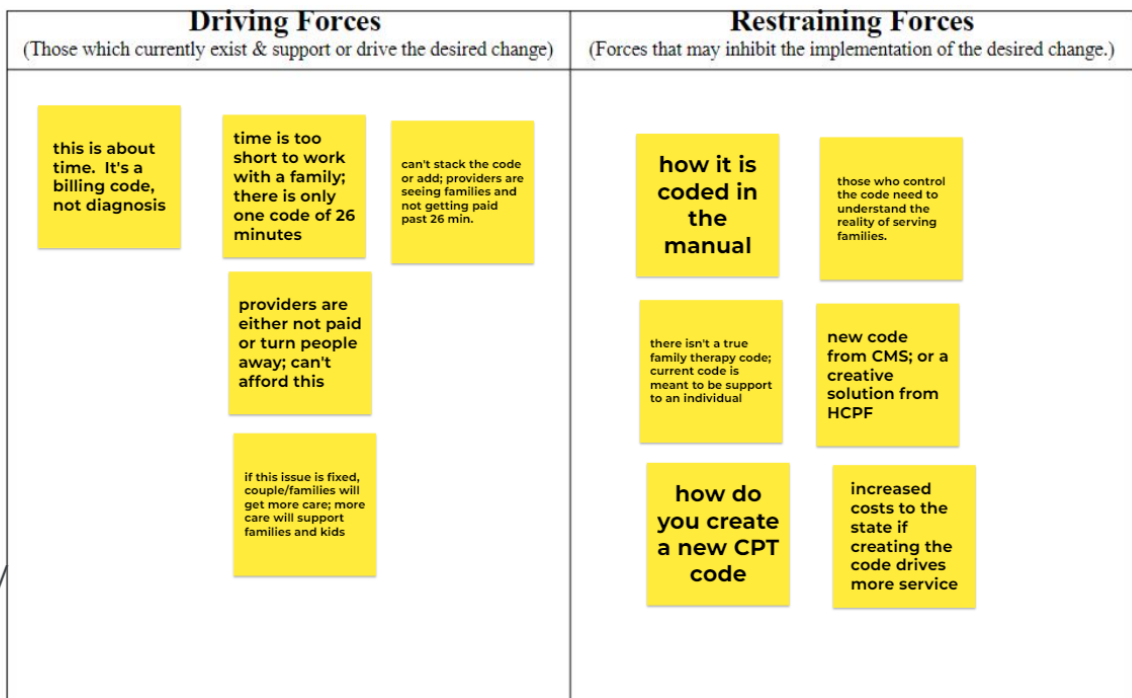 Driving Forces
(Those which currently exist & support or drive the desired change)
this is about
time.  It's a
billing code,
not diagnosis
time is too
short to work
with a family;
there is only
one code of 26
minutes
can't stack the code
or add; providers are
seeing families and
not getting paid
past 26 min.
providers are
either not paid
or turn people
away; can't
afford this
if this issue is fixed,
couple/families will
get more care; more
care will support
families and kids
Restraining Forces
(Forces that may inhibit the implementation of the desired change.)
how it is
coded in
the
manual
those who control
the code need to
understand the
reality of serving
families.
there isn't a true
family therapy code;
current code is
meant to be support
to an individual
new code
from CMS; or a
creative
solution from
HCPF
how do
you create
a new CPT
code
increased
costs to the
state if
creating the
code drives
more service